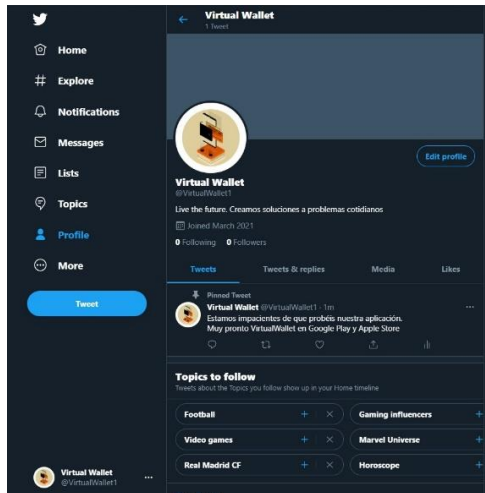 Home
Explore
Notifications
Messages
Lists
Topics
Profile
More
Tweet
Virtual Wallet
@VirtualWallet1
Virtual Wallet
1 Tweet
Edit profile
Virtual Wallet
@VirtualWallet1
Live the future. Creamos soluciones a problemas cotidianos
Joined March 2021
0 Following 0 Followers
Tweets Tweets & replies Media Likes
Pinned Tweet
Virtual Wallet @VirtualWallet1 · 1m
Estamos impacientes de que probéis nuestra aplicación.
Muy pronto VirtualWallet en Google Play y Apple Store
Topics to follow
Tweets about the Topics you follow show up in your Home timeline
Football Gaming influencers
Video games Marvel Universe
Real Madrid CF Horoscope